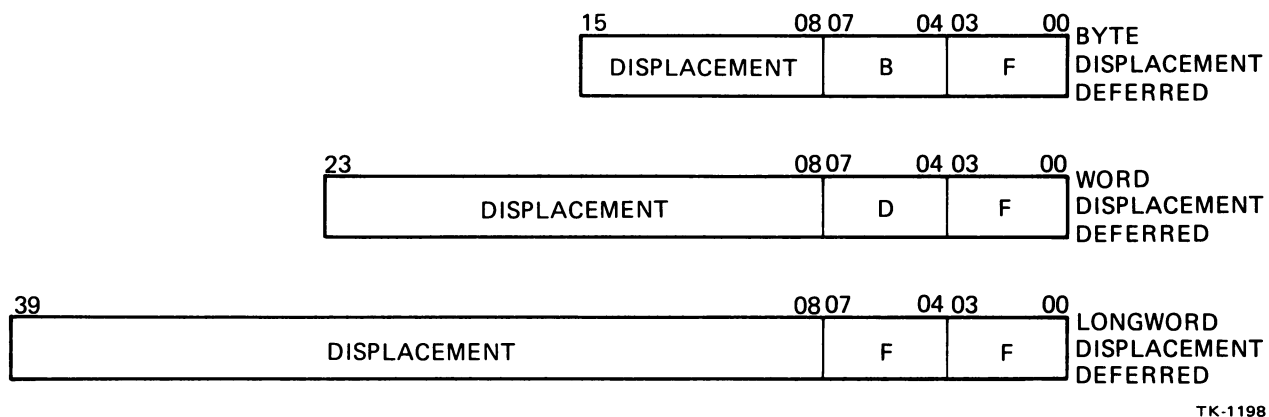 15 08 07 04 03 00
BYTE
DISPLACEMENT B F DISPLACEMENT
DEFERRED
23 08 07 04 03 00
WORD
DISPLACEMENT D F DISPLACEMENT
DEFERRED
39 08 07 04 03 00
LONGWORD
DISPLACEMENT F F DISPLACEMENT
DEFERRED
TK-1198